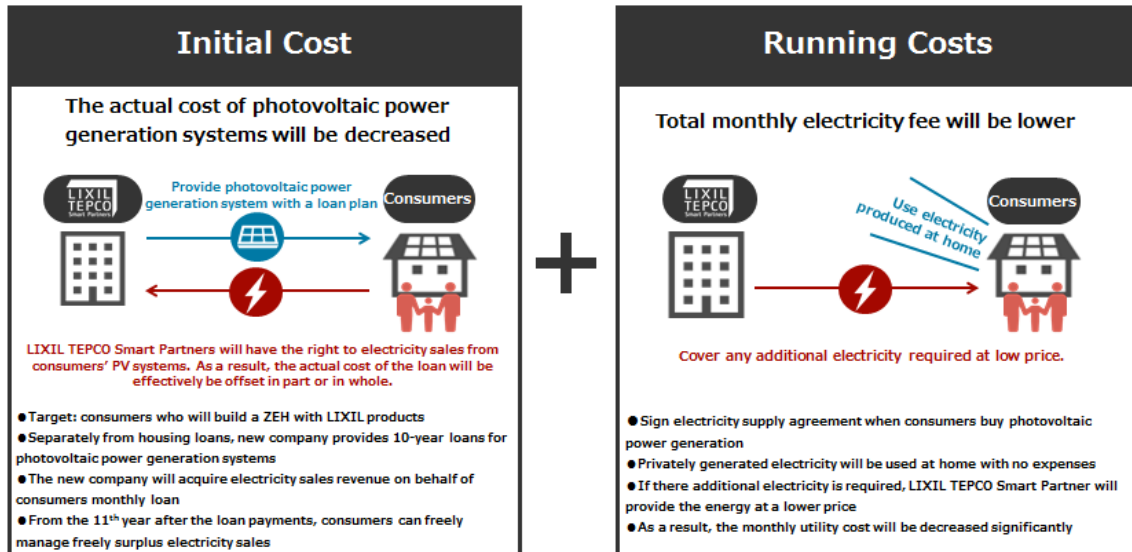 Initial Cost
The actual cost of photovoltaic power
generation systems will be decreased
LIXIL
TEPCO
Smart Partners
Provide photovoltaic power
generation system with a loan plan
Consumers
LIXIL TEPCO Smart Partners will have the right to electricity sales from
consumers’ PV systems. As a result, the actual cost of the loan will be
effectively be offset in part or in whole.
●Target: consumers who will build a ZEH with LIXIL products
●Separately from housing loans, new company provides 10-year loans for
photovoltaic power generation systems
●The new company will acquire electricity sales revenue on behalf of
consumers monthly loan
●From the 11th year after the loan payments, consumers can freely
manage freely surplus electricity sales
+
Running Costs
Total monthly electricity fee will be lower
LIXIL
TEPCO
Smart Partners
Use electricity
produced at home
Consumers
Cover any additional electricity required at low price.
●Sign electricity supply agreement when consumers buy photovoltaic
power generation
●Privately generated electricity will be used at home with no expenses
●If there additional electricity is required, LIXIL TEPCO Smart Partner will
provide the energy at a lower price
●As a result, the monthly utility cost will be decreased significantly